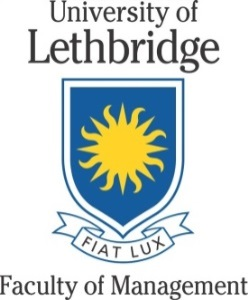 University of
Lethbridge
FIAT LUX
Faculty of Management